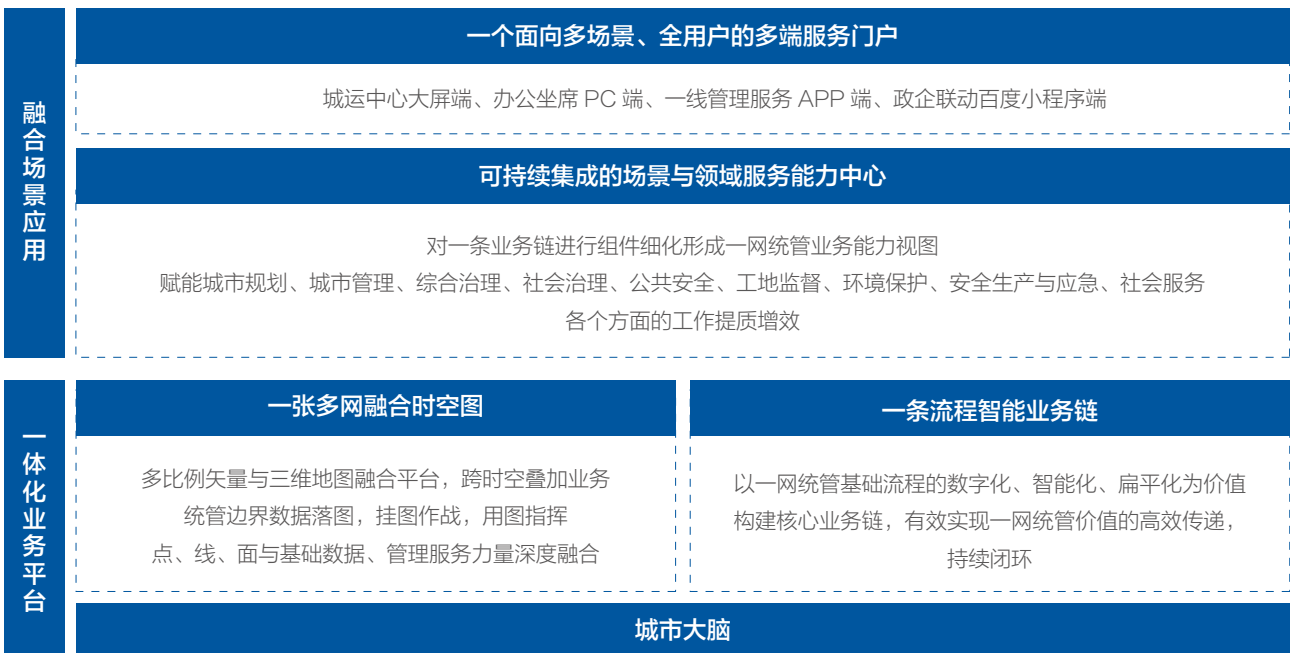 融合场景应用
一个面向多场景、全用户的多端服务门户
城运中心大屏端、办公坐席 PC 端、一线管理服务 APP 端、政企联动百度小程序端
可持续集成的场景与领域服务能力中心
对一条业务链进行组件细化形成一网统管业务能力视图
赋能城市规划、城市管理、综合治理、社会治理、公共安全、工地监督、环境保护、安全生产与应急、社会服务
各个方面的工作提质增效
一体化业务平台
一张多网融合时空图
多比例矢量与三维地图融合平台，跨时空叠加业务
统管边界数据落图，挂图作战，用图指挥
点、线、面与基础数据、管理服务力量深度融合
一条流程智能业务链
以一网统管基础流程的数字化、智能化、扁平化为价值
构建核心业务链，有效实现一网统管价值的高效传递，
持续闭环
城市大脑